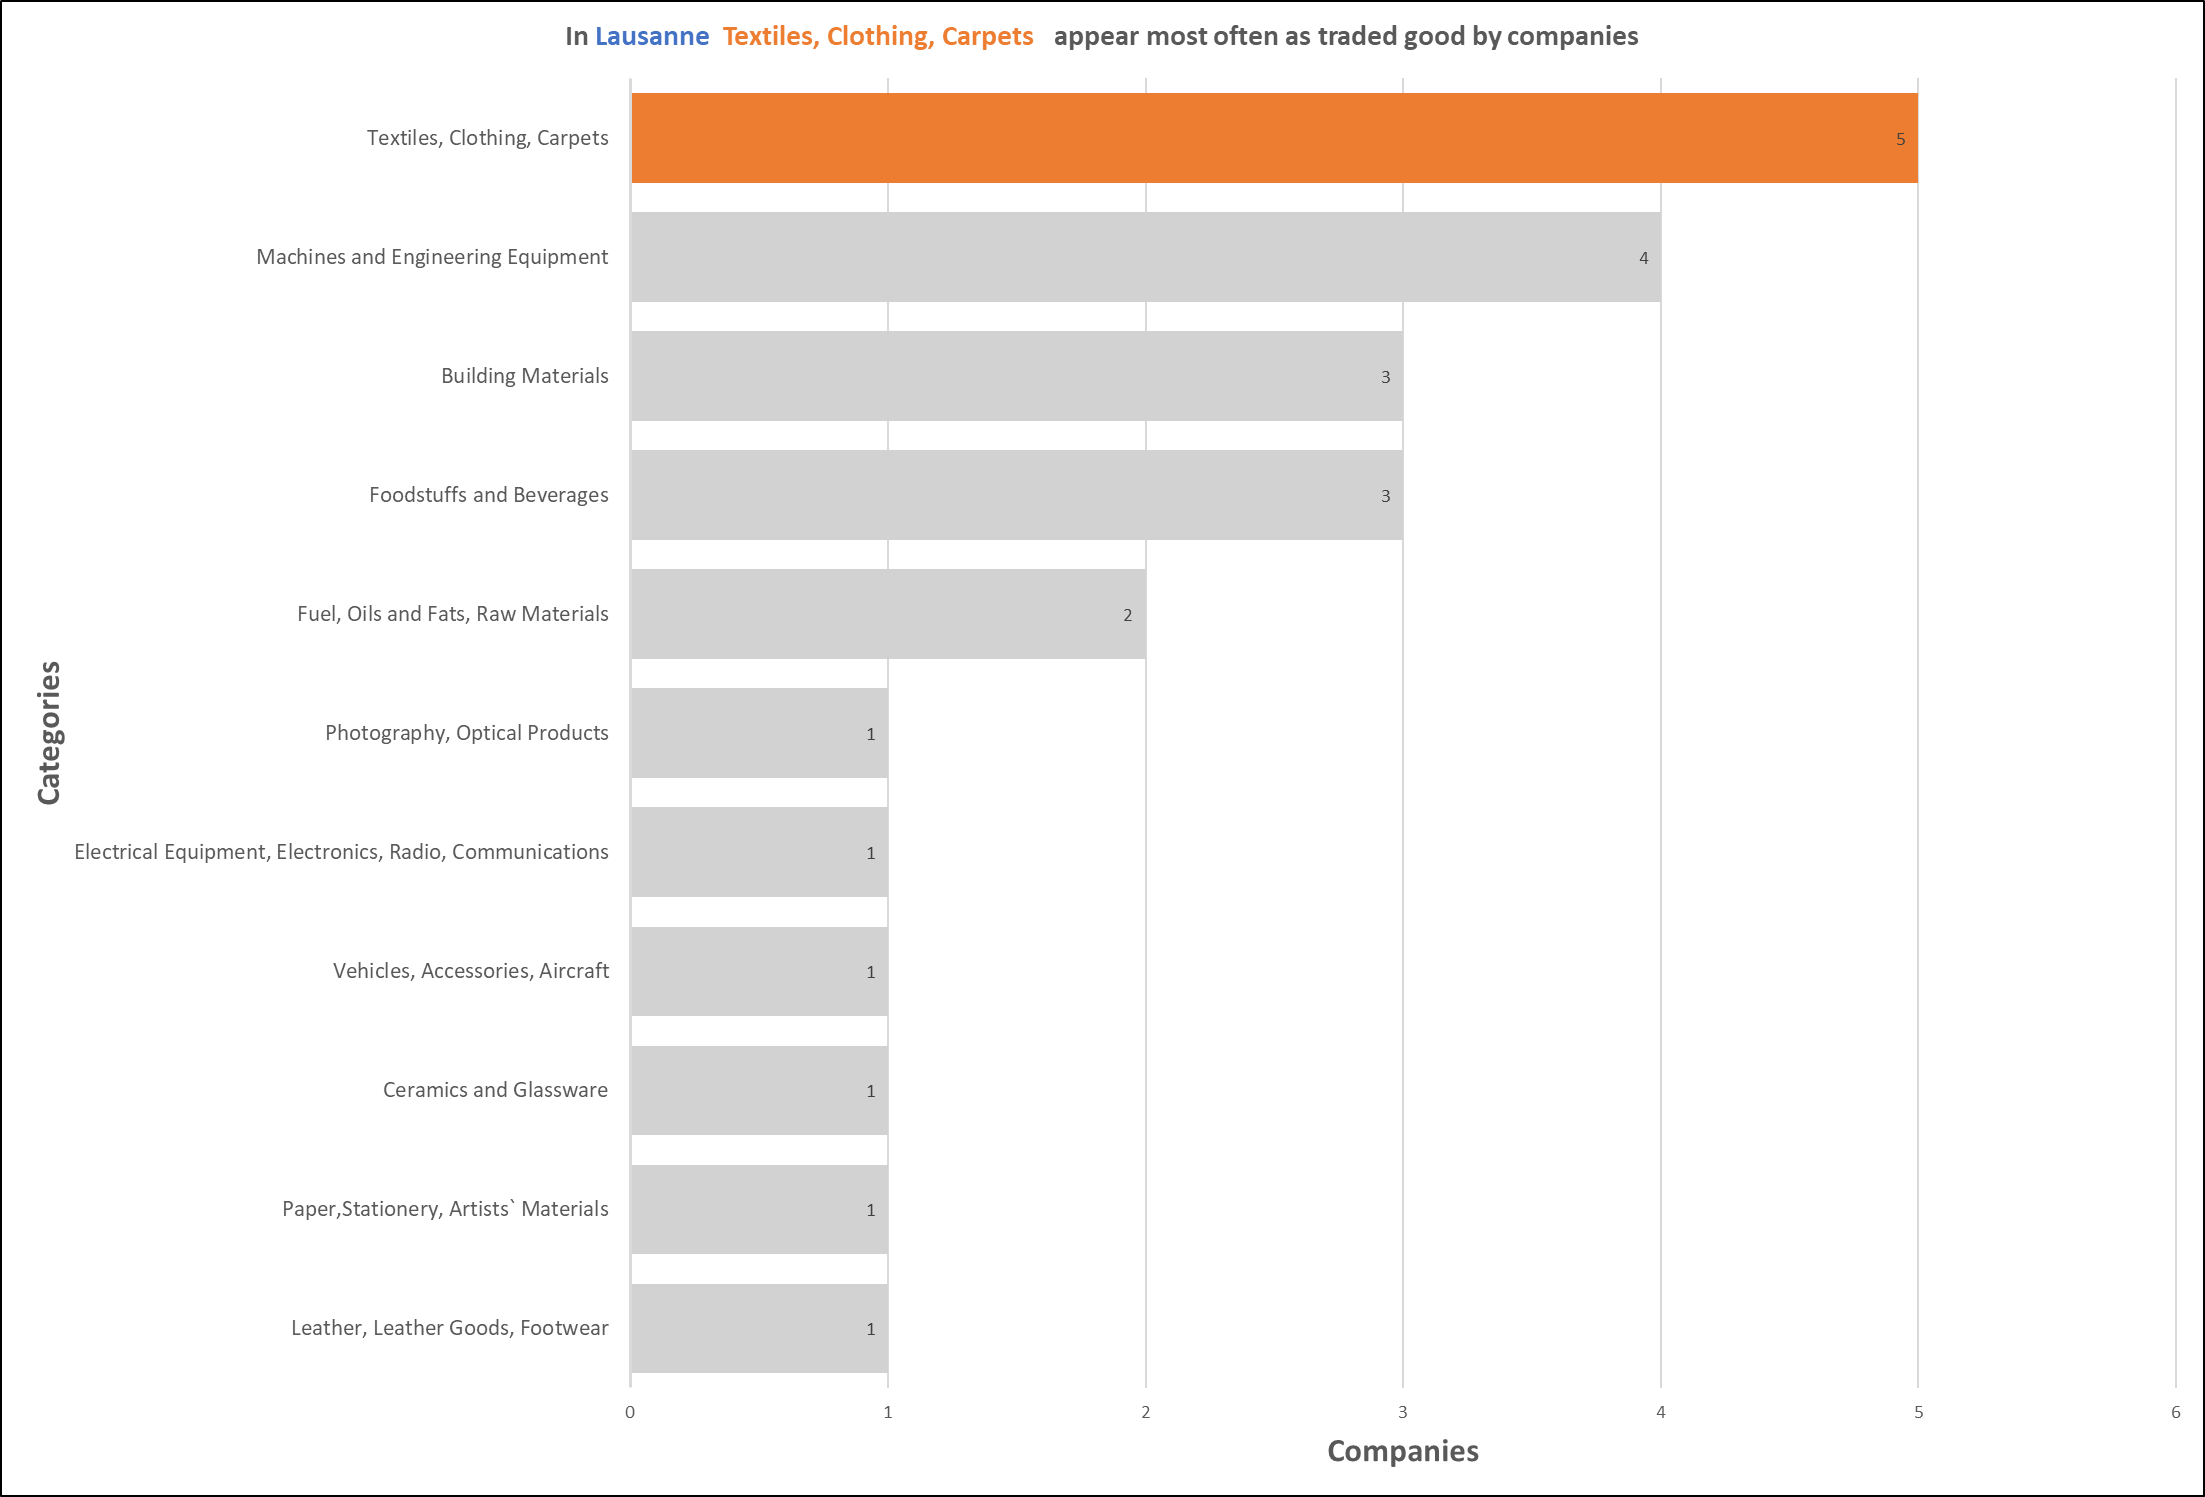 In Lausanne Textiles, Clothing, Carpets appear most often as traded good by companies
Textiles, Clothing, Carpets
5
Machines and Engineering Equipment
4
Building Materials
3
Foodstuffs and Beverages
3
Fuel, Oils and Fats, Raw Materials
2
Photography, Optical Products
1
Electrical Equipment, Electronics, Radio, Communications
1
Vehicles, Accessories, Aircraft
1
Ceramics and Glassware
1
Paper,Stationery, Artists` Materials
1
Leather, Leather Goods, Footwear
1
Categories
0 1 2 3 4 5 6
Companies